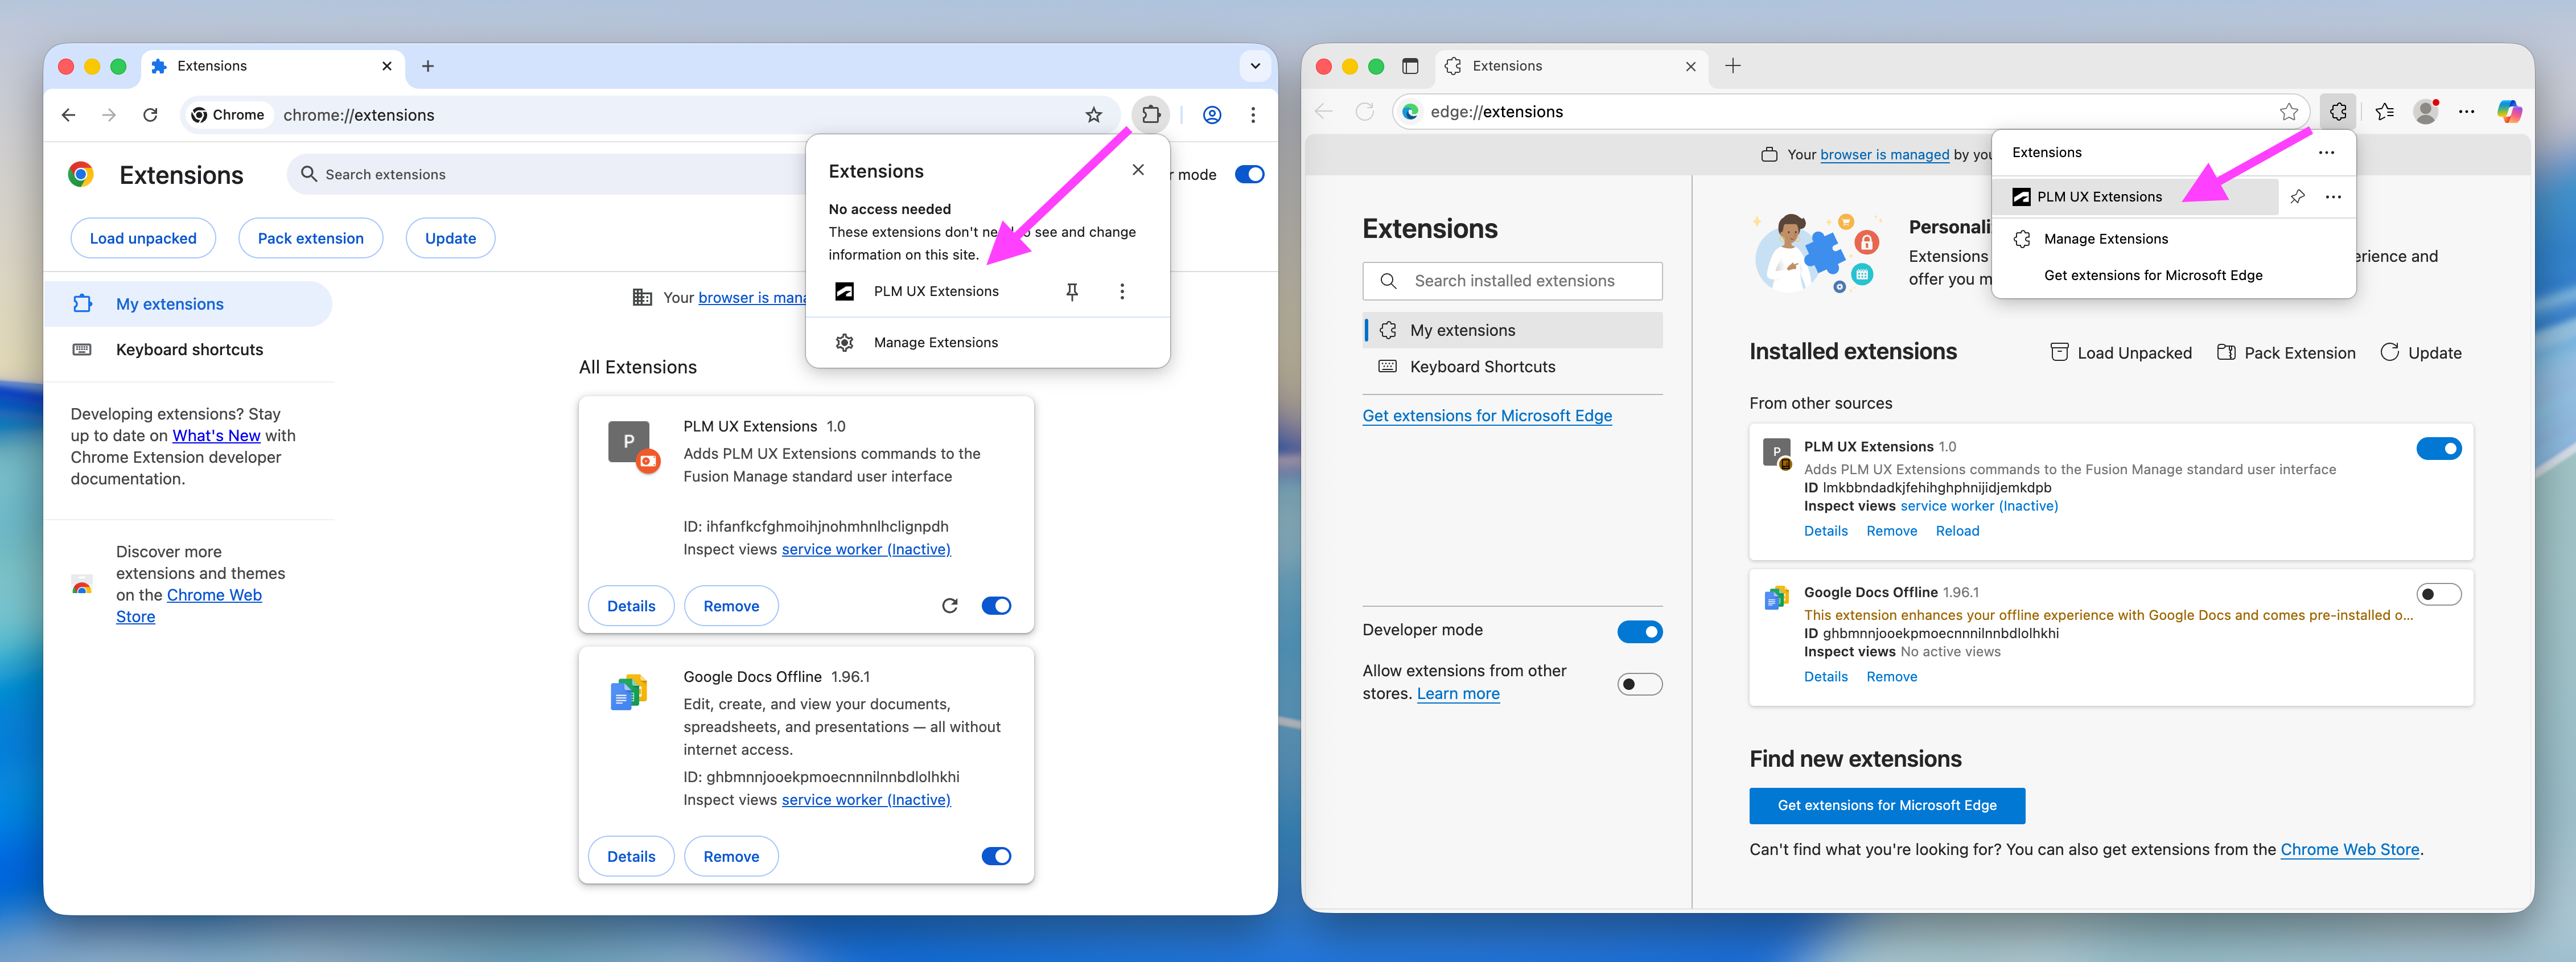 Extensions
Chrome
chrome://extensions
Extensions
Search extensions
r mode
Load unpacked
Pack extension
Update
My extensions
Keyboard shortcuts
Developing extensions? Stay
up to date on What's New with
Chrome Extension developer
documentation.
Discover more
extensions and themes
on the Chrome Web
Store
Your browser is mana
Extensions
No access needed
These extensions don't need to see and change
information on this site.
PLM UX Extensions
Manage Extensions
All Extensions
P
PLM UX Extensions 1.0
Adds PLM UX Extensions commands to the
Fusion Manage standard user interface
ID: ihfanfkcfghmoihjnohmhnlhclignpdh
Inspect views service worker (Inactive)
Details
Remove
Google Docs Offline 1.96.1
Edit, create, and view your documents,
spreadsheets, and presentations — all without
internet access.
ID: ghbmnnjooekpmoecnnnilnnbdlolhkhi
Inspect views service worker (Inactive)
Details
Remove
Extensions
edge://extensions
Your browser is managed by you
Extensions
PLM UX Extensions
Manage Extensions
Get extensions for Microsoft Edge
Extensions
Search installed extensions
My extensions
Keyboard Shortcuts
Get extensions for Microsoft Edge
Developer mode
Allow extensions from other
stores. Learn more
Personali
Extensions erience and
offer you m
Installed extensions
Load Unpacked
Pack Extension
Update
From other sources
P
PLM UX Extensions 1.0
Adds PLM UX Extensions commands to the Fusion Manage standard user interface
ID lmkbbndadkjfehihghphnijidjemkdpb
Inspect views service worker (Inactive)
Details Remove Reload
Google Docs Offline 1.96.1
This extension enhances your offline experience with Google Docs and comes pre-installed o...
ID ghbmnnjooekpmoecnnnilnnbdlolhkhi
Inspect views No active views
Details Remove
Find new extensions
Get extensions for Microsoft Edge
Can't find what you're looking for? You can also get extensions from the Chrome Web Store.